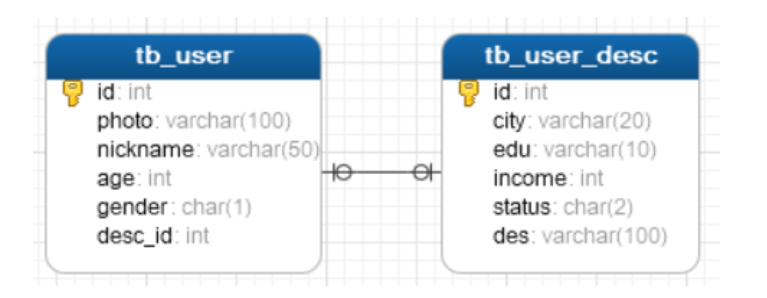 tb_user
id: int
photo: varchar(100)
nickname: varchar(50)
age: int
gender: char(1)
desc_id: int
tb_user_desc
id: int
city: varchar(20)
edu: varchar(10)
income: int
status: char(2)
des: varchar(100)